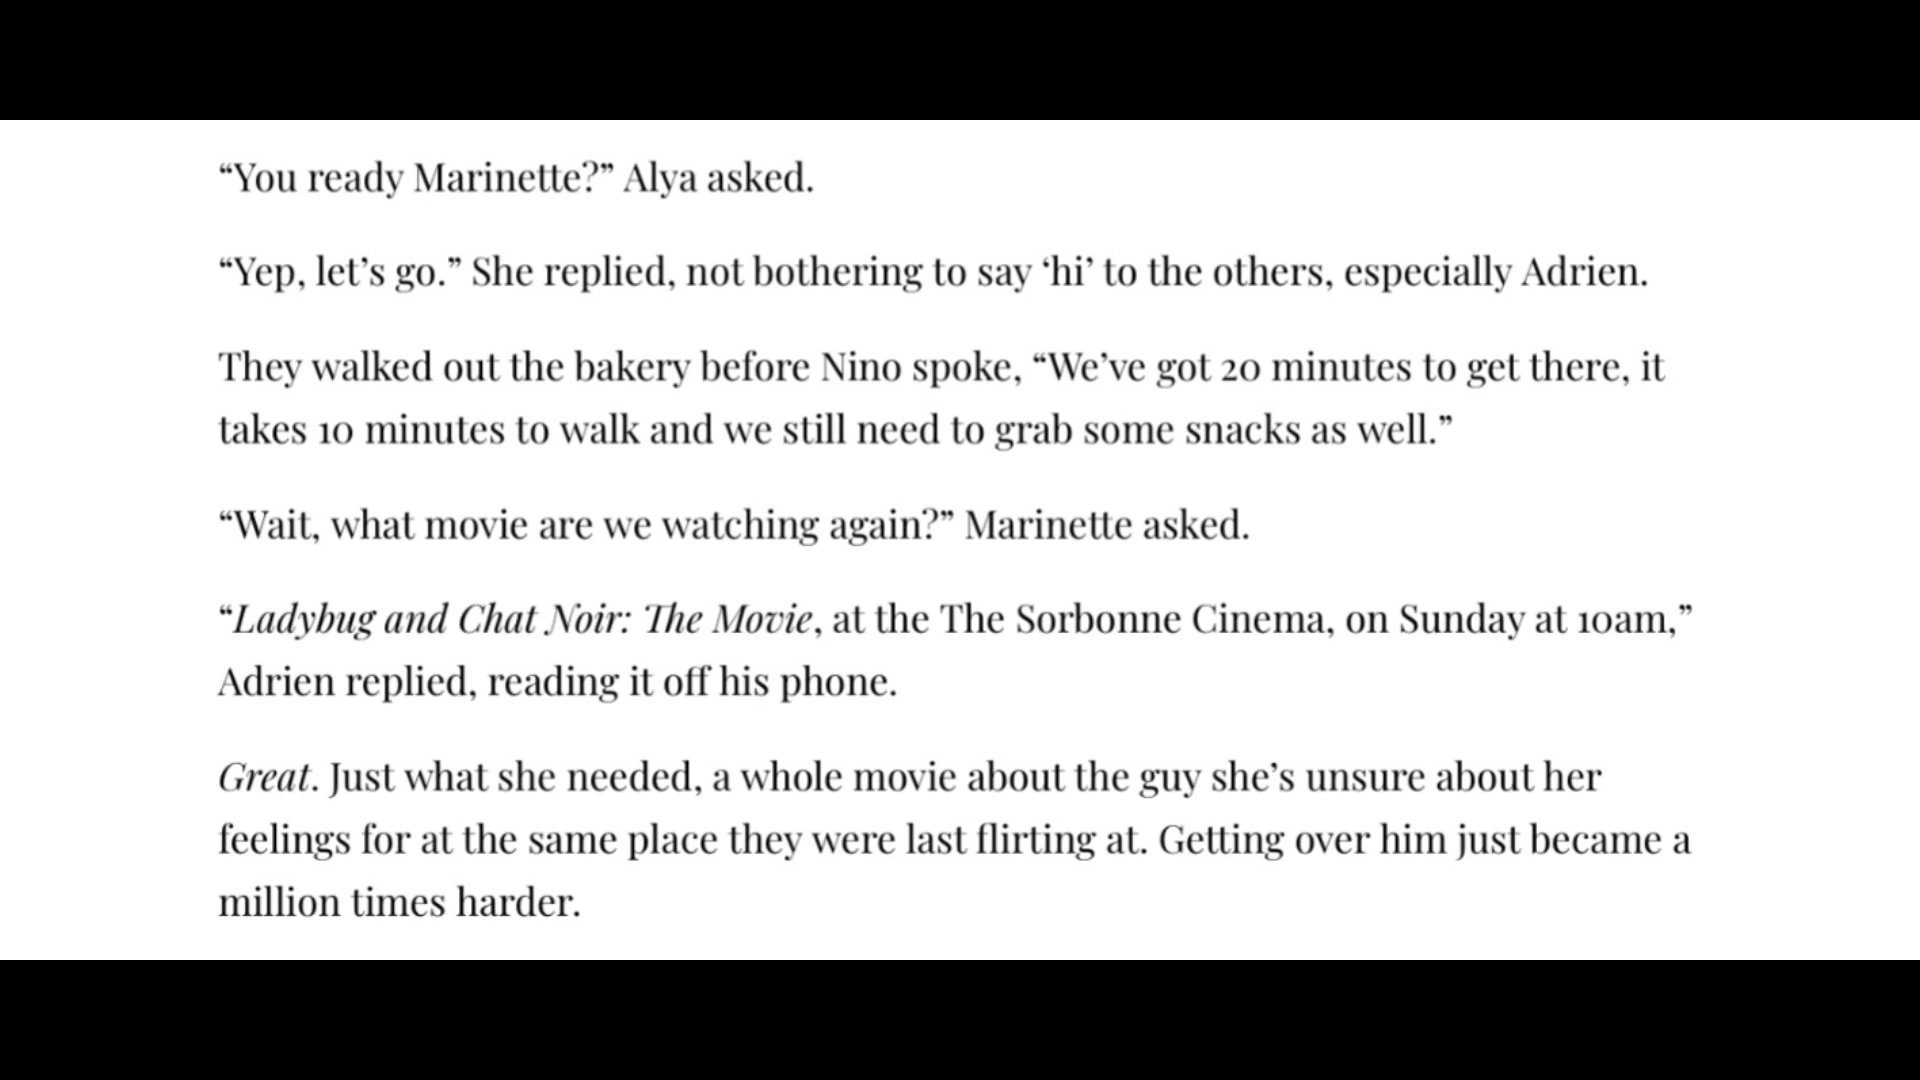 “You ready Marinette?” Alya asked.
“Yep, let’s go.” She replied, not bothering to say ‘hi’ to the others, especially Adrien.
They walked out the bakery before Nino spoke, “We’ve got 20 minutes to get there, it
takes 10 minutes to walk and we still need to grab some snacks as well.”
“Wait, what movie are we watching again?” Marinette asked.
“Ladybug and Chat Noir: The Movie, at the The Sorbonne Cinema, on Sunday at 10am,”
Adrien replied, reading it off his phone.
Great. Just what she needed, a whole movie about the guy she’s unsure about her
feelings for at the same place they were last flirting at. Getting over him just became a
million times harder.